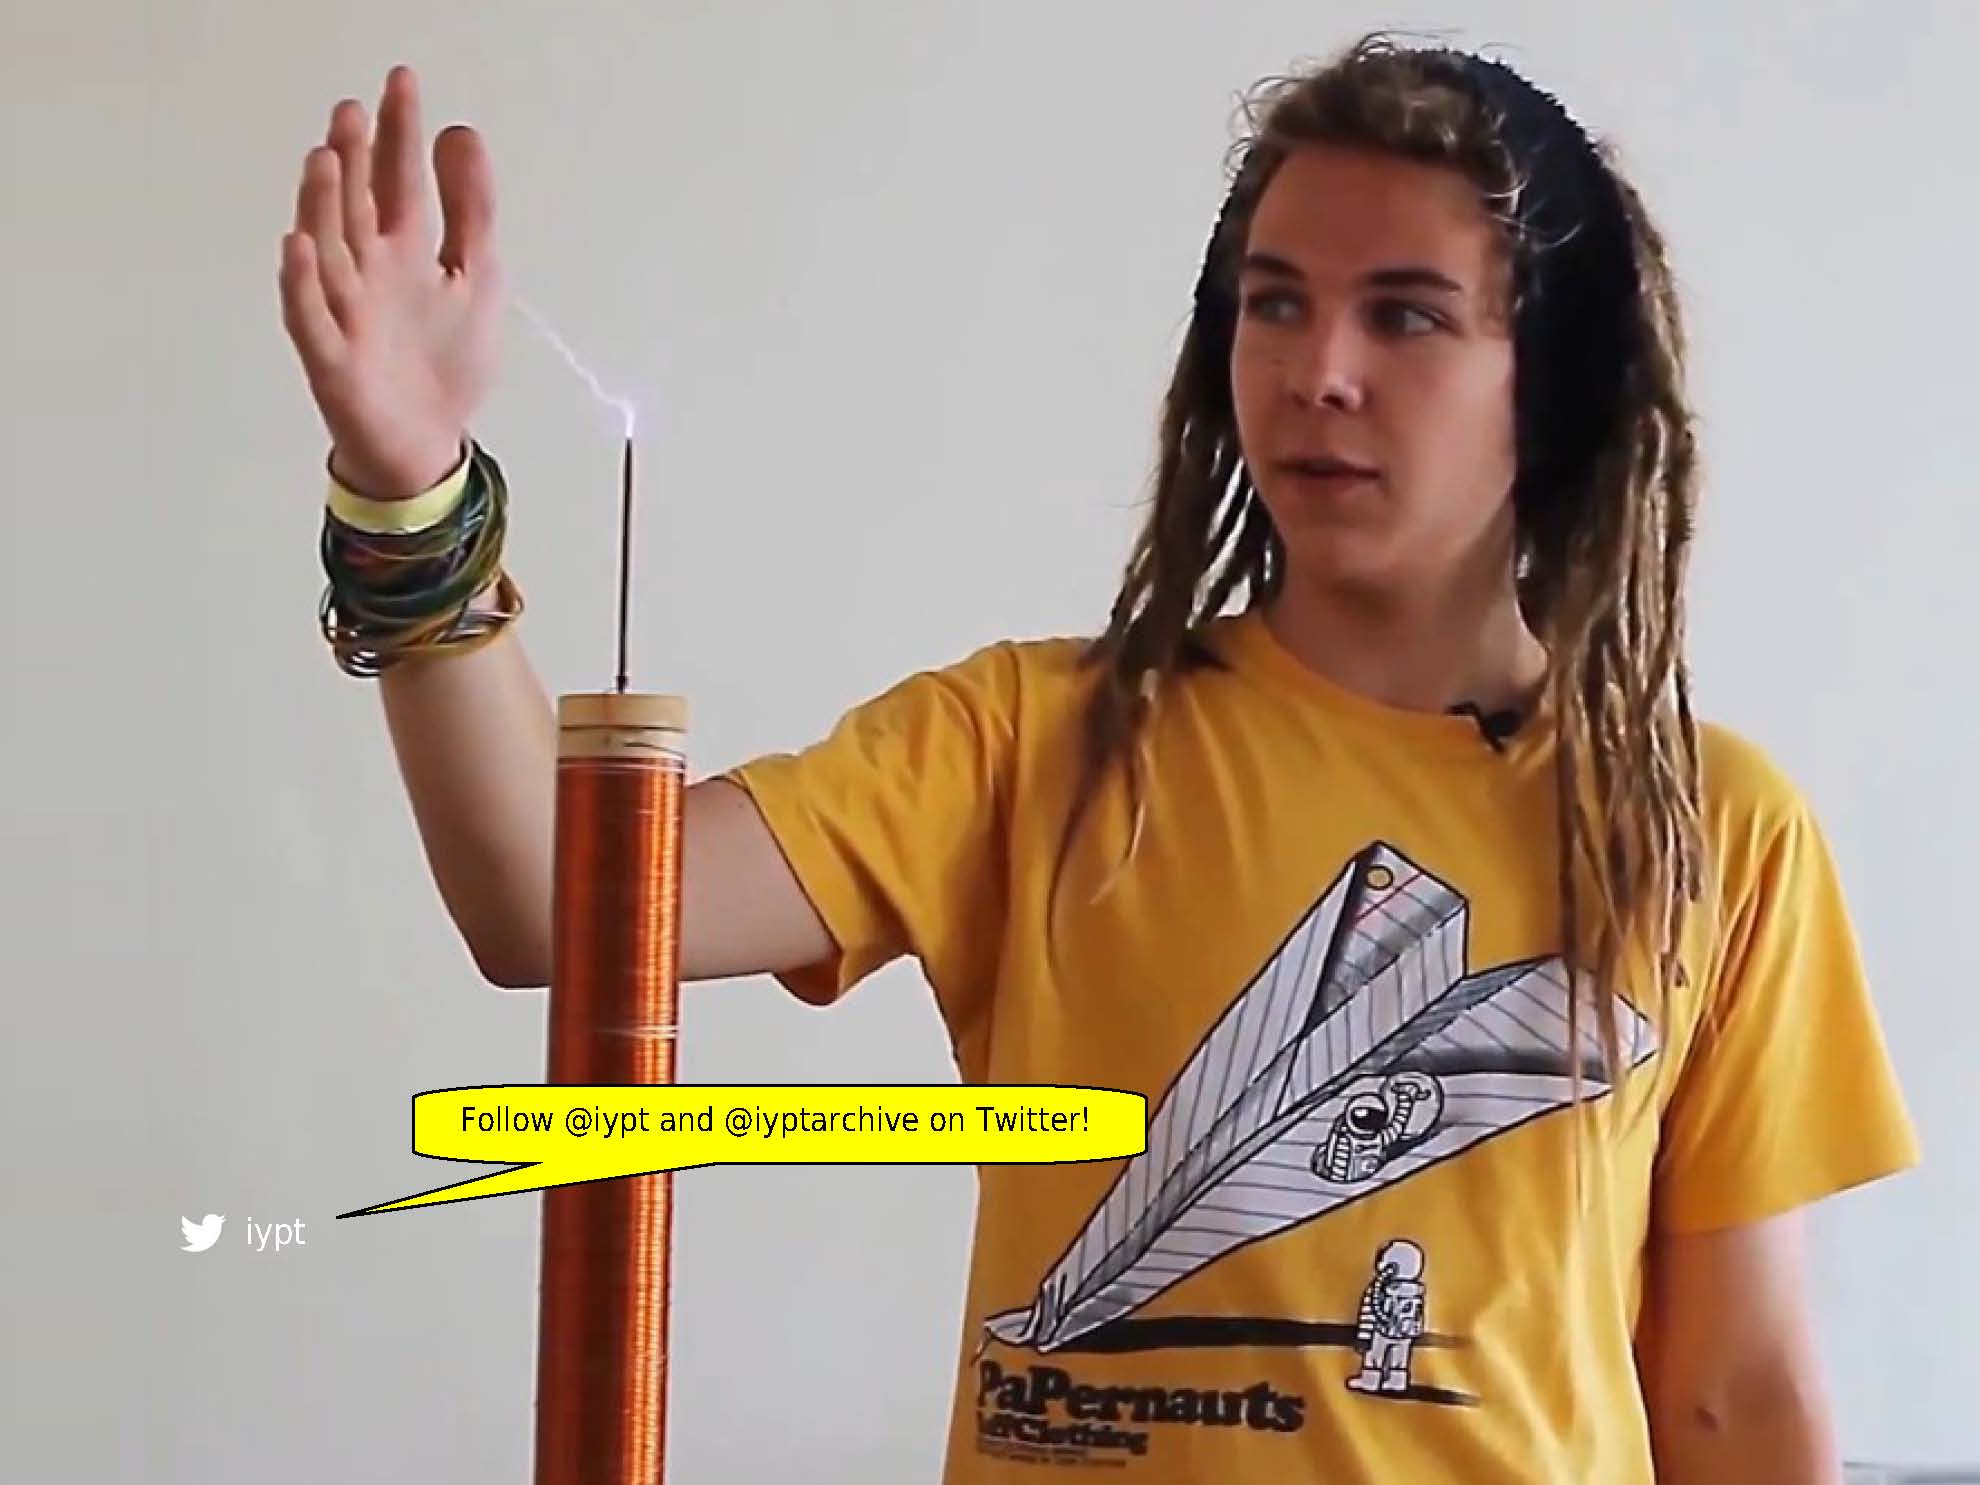 Follow @iypt and @iyptarchive on Twitter!
iypt
PaPernauts